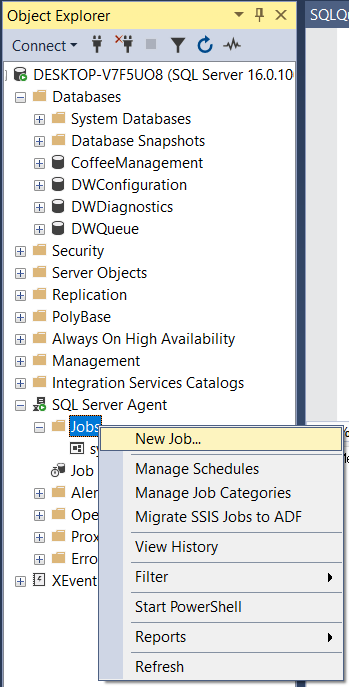 Object Explorer
SQLQu
Connect
DESKTOP-V7F5UO8 (SQL Server 16.0.10
Databases
System Databases
Database Snapshots
CoffeeManagement
DWConfiguration
DWDiagnostics
DWQueue
Security
Server Objects
Replication
PolyBase
Always On High Availability
Management
Integration Services Catalogs
SQL Server Agent
Jobs
New Job...
sy
Manage Schedules
Job
Manage Job Categories
Aler
Migrate SSIS Jobs to ADF
Ope
View History
Prox
Filter
Erro
XEvent
Start PowerShell
Reports
Refresh